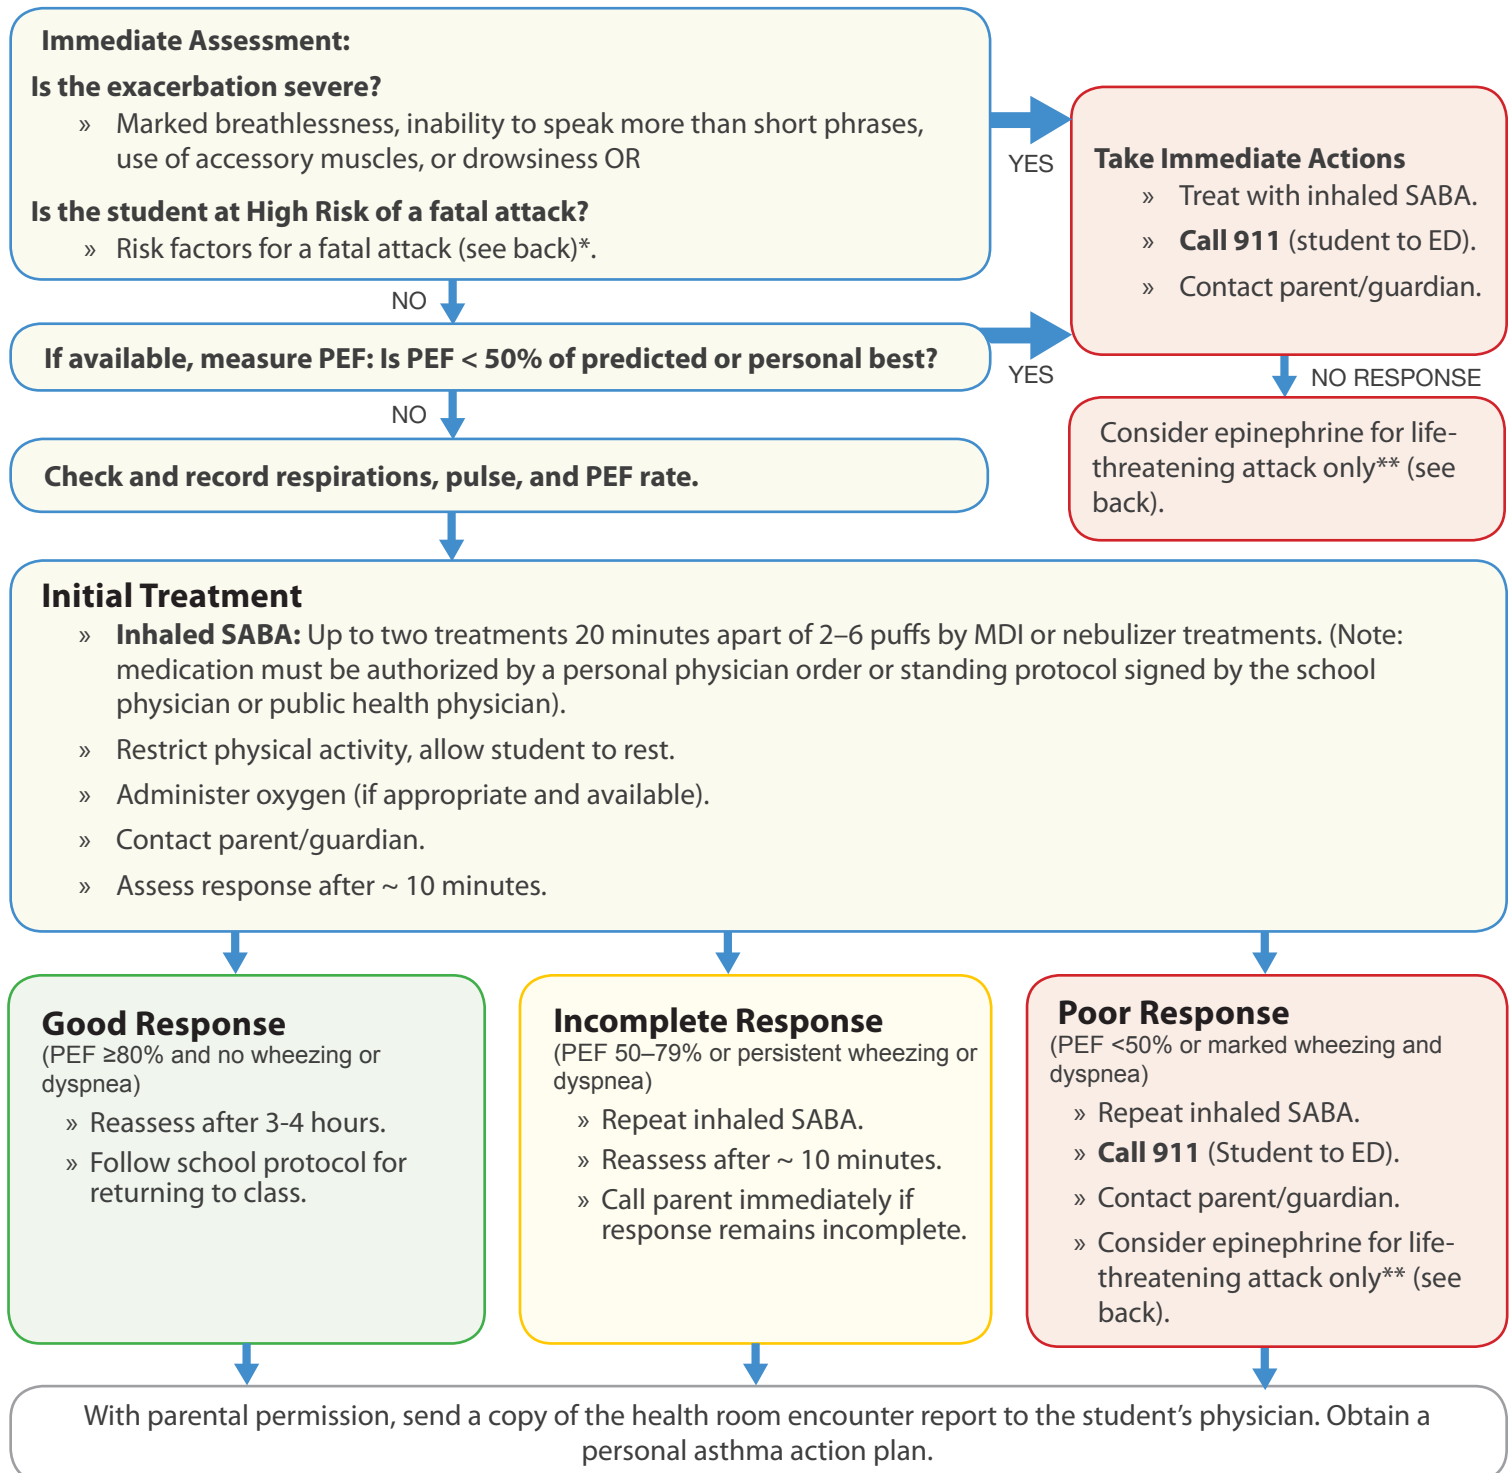 Immediate Assessment:
Is the exacerbation severe?
» Marked breathlessness, inability to speak more than short phrases,
use of accessory muscles, or drowsiness OR
Is the student at High Risk of a fatal attack?
» Risk factors for a fatal attack (see back)*.
YES
Take Immediate Actions
» Treat with inhaled SABA.
» Call 911 (student to ED).
» Contact parent/guardian.
NO
If available, measure PEF: Is PEF < 50% of predicted or personal best?
YES
NO RESPONSE
Consider epinephrine for life-
threatening attack only** (see
back).
NO
Check and record respirations, pulse, and PEF rate.
Initial Treatment
» Inhaled SABA: Up to two treatments 20 minutes apart of 2–6 puffs by MDI or nebulizer treatments. (Note:
medication must be authorized by a personal physician order or standing protocol signed by the school
physician or public health physician).
» Restrict physical activity, allow student to rest.
» Administer oxygen (if appropriate and available).
» Contact parent/guardian.
» Assess response after ~ 10 minutes.
Good Response
(PEF ≥80% and no wheezing or
dyspnea)
» Reassess after 3-4 hours.
» Follow school protocol for
returning to class.
Incomplete Response
(PEF 50–79% or persistent wheezing or
dyspnea)
» Repeat inhaled SABA.
» Reassess after ~ 10 minutes.
» Call parent immediately if
response remains incomplete.
Poor Response
(PEF <50% or marked wheezing and
dyspnea)
» Repeat inhaled SABA.
» Call 911 (Student to ED).
» Contact parent/guardian.
» Consider epinephrine for life-
threatening attack only** (see
back).
With parental permission, send a copy of the health room encounter report to the student’s physician. Obtain a
personal asthma action plan.